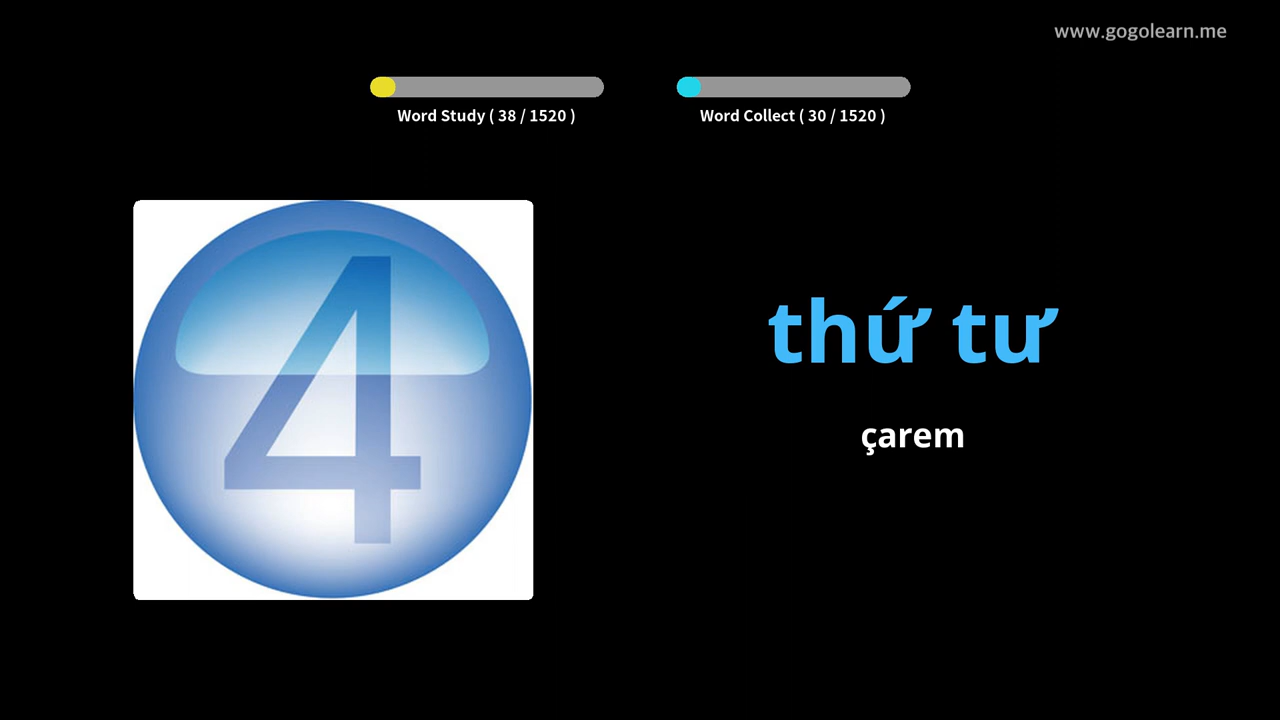 www.gogolearn.me
Word Study ( 38 / 1520 )
Word Collect ( 30 / 1520 )
4
thứ tư
çarem